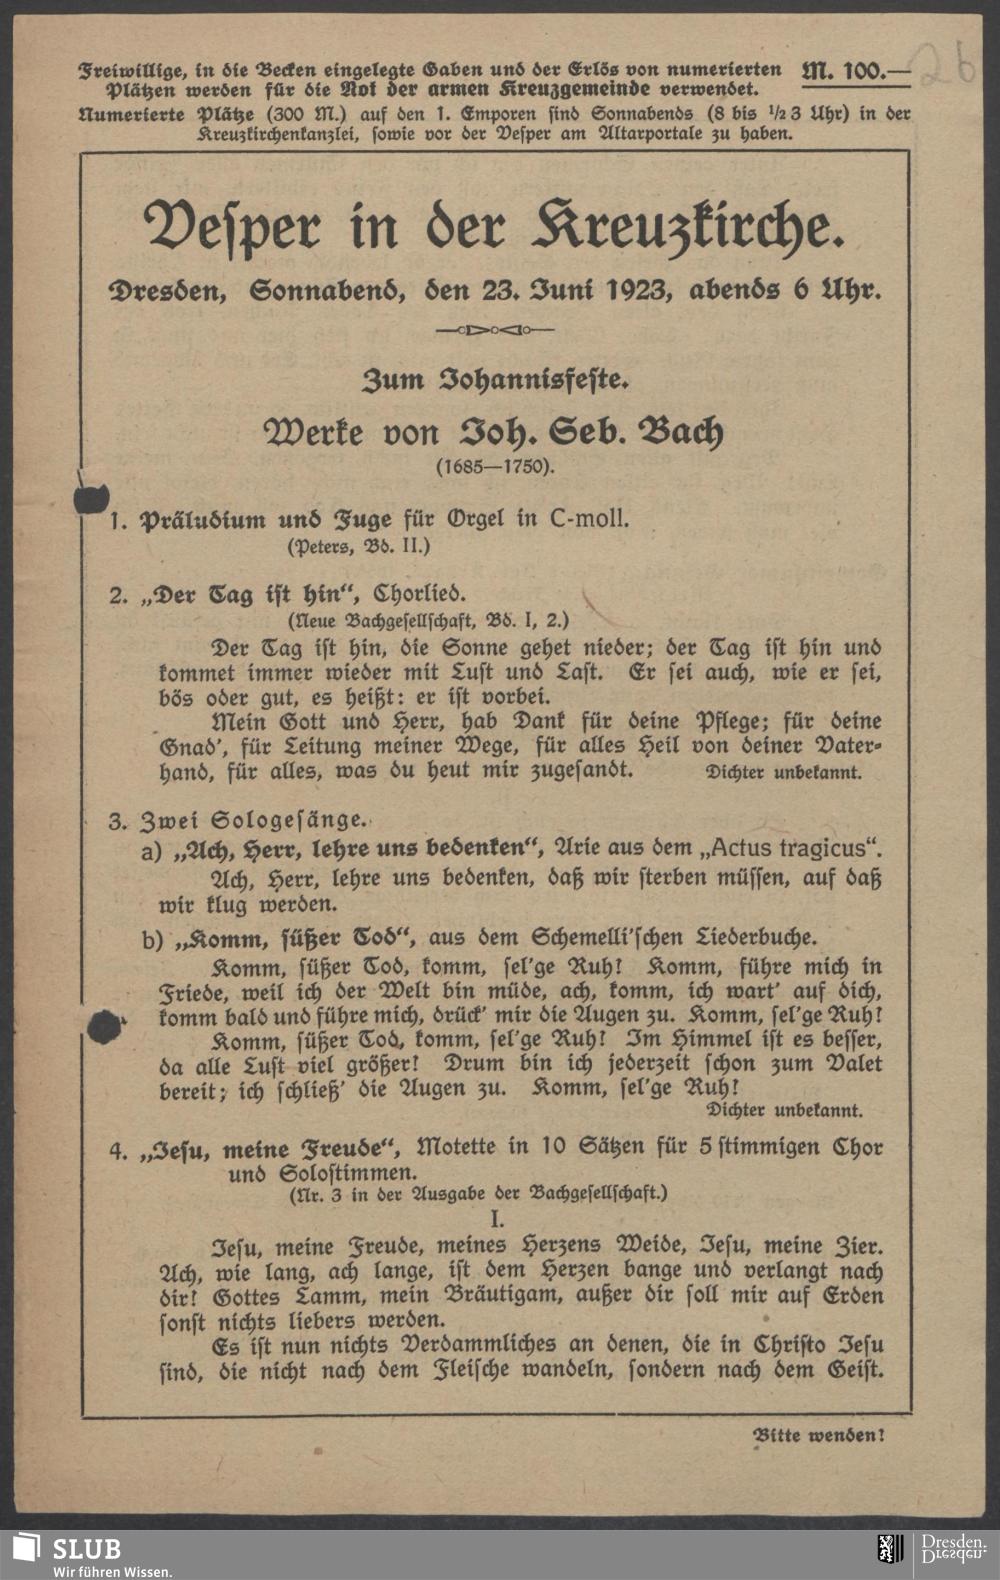 Freiwillige, in die Becken eingelegte Gaben und der Erlös von numerierten M. 100.— 26
Plätzen werden für die Not der armen Kreuzgemeinde verwendet.
Numerierte Plätze (300 M.) auf den 1. Emporen sind Sonnabends (8 bis ½ 3 Uhr) in der
Kreuzkirchenkanzlei, sowie vor der Vesper am Altarportale zu haben.
Vesper in der Kreuzkirche.
Dresden, Sonnabend, den 23. Juni 1923, abends 6 Uhr.
Zum Johannisfeste.
Werke von Joh. Seb. Bach
(1685—1750).
1. Präludium und Fuge für Orgel in C-moll.
(Peters, Bd. II.)
2. „Der Tag ist hin“, Chorlied.
(Neue Bachgesellschaft, Bd. I, 2.)
Der Tag ist hin, die Sonne gehet nieder; der Tag ist hin und
kommet immer wieder mit Lust und Last. Er sei auch, wie er sei,
bös oder gut, es heißt: er ist vorbei.
Mein Gott und Herr, hab Dank für deine Pflege; für deine
Gnad’, für Leitung meiner Wege, für alles Heil von deiner Vater-
hand, für alles, was du heut mir zugesandt. Dichter unbekannt.
3. Zwei Sologesänge.
a) „Ach, Herr, lehre uns bedenken“, Arie aus dem „Actus tragicus“.
Ach, Herr, lehre uns bedenken, daß wir sterben müssen, auf daß
wir klug werden.
b) „Komm, süßer Tod“, aus dem Schemelli’schen Liederbuche.
Komm, süßer Tod, komm, sel’ge Ruh! Komm, führe mich in
Friede, weil ich der Welt bin müde, ach, komm, ich wart’ auf dich,
komm bald und führe mich, drück’ mir die Augen zu. Komm, sel’ge Ruh!
Komm, süßer Tod, komm, sel’ge Ruh! Im Himmel ist es besser,
da alle Lust viel größer! Drum bin ich jederzeit schon zum Valet
bereit; ich schließ’ die Augen zu. Komm, sel’ge Ruh!
Dichter unbekannt.
4. „Jesu, meine Freude“, Motette in 10 Sätzen für 5 stimmigen Chor
und Solostimmen.
(Nr. 3 in der Ausgabe der Bachgesellschaft.)
I.
Jesu, meine Freude, meines Herzens Weide, Jesu, meine Zier.
Ach, wie lang, ach lange, ist dem Herzen bange und verlangt nach
dir! Gottes Lamm, mein Bräutigam, außer dir soll mir auf Erden
sonst nichts liebers werden.
Es ist nun nichts Verdammliches an denen, die in Christo Jesu
sind, die nicht nach dem Fleische wandeln, sondern nach dem Geist.
Bitte wenden!
SLUB
Wir führen Wissen.
Dresden.
Dresden.